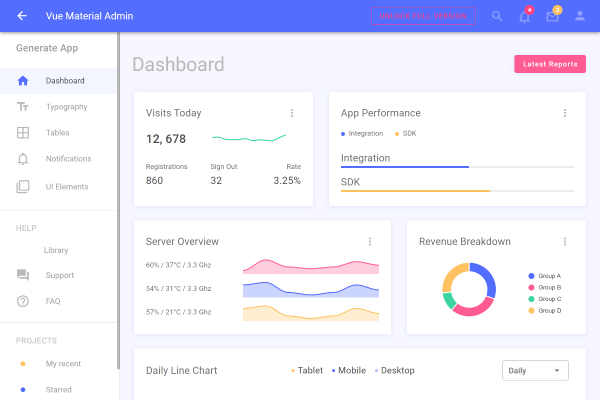 Vue Material Admin
UNLOCK FULL VERSION
4
3
Generate App
Dashboard
Typography
Tables
Notifications
UI Elements
HELP
Library
Support
FAQ
PROJECTS
My recent
Starred
Dashboard
Latest Reports
Visits Today
12, 678
Registrations Sign Out Rate
860 32 3.25%
App Performance
Integration SDK
Integration
SDK
Server Overview
60% / 37°C / 3.3 Ghz
54% / 31°C / 3.3 Ghz
57% / 21°C / 3.3 Ghz
Revenue Breakdown
Group A
Group B
Group C
Group D
Daily Line Chart
Tablet Mobile Desktop
Daily